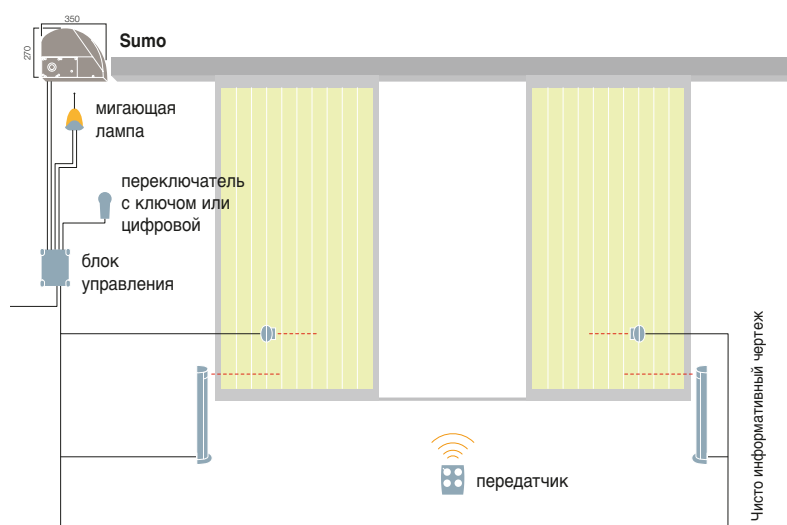 350
270
Sumo
мигающая
лампа
переключатель
с ключом или
цифровой
блок
управления
передатчик
Чисто информативный чертеж